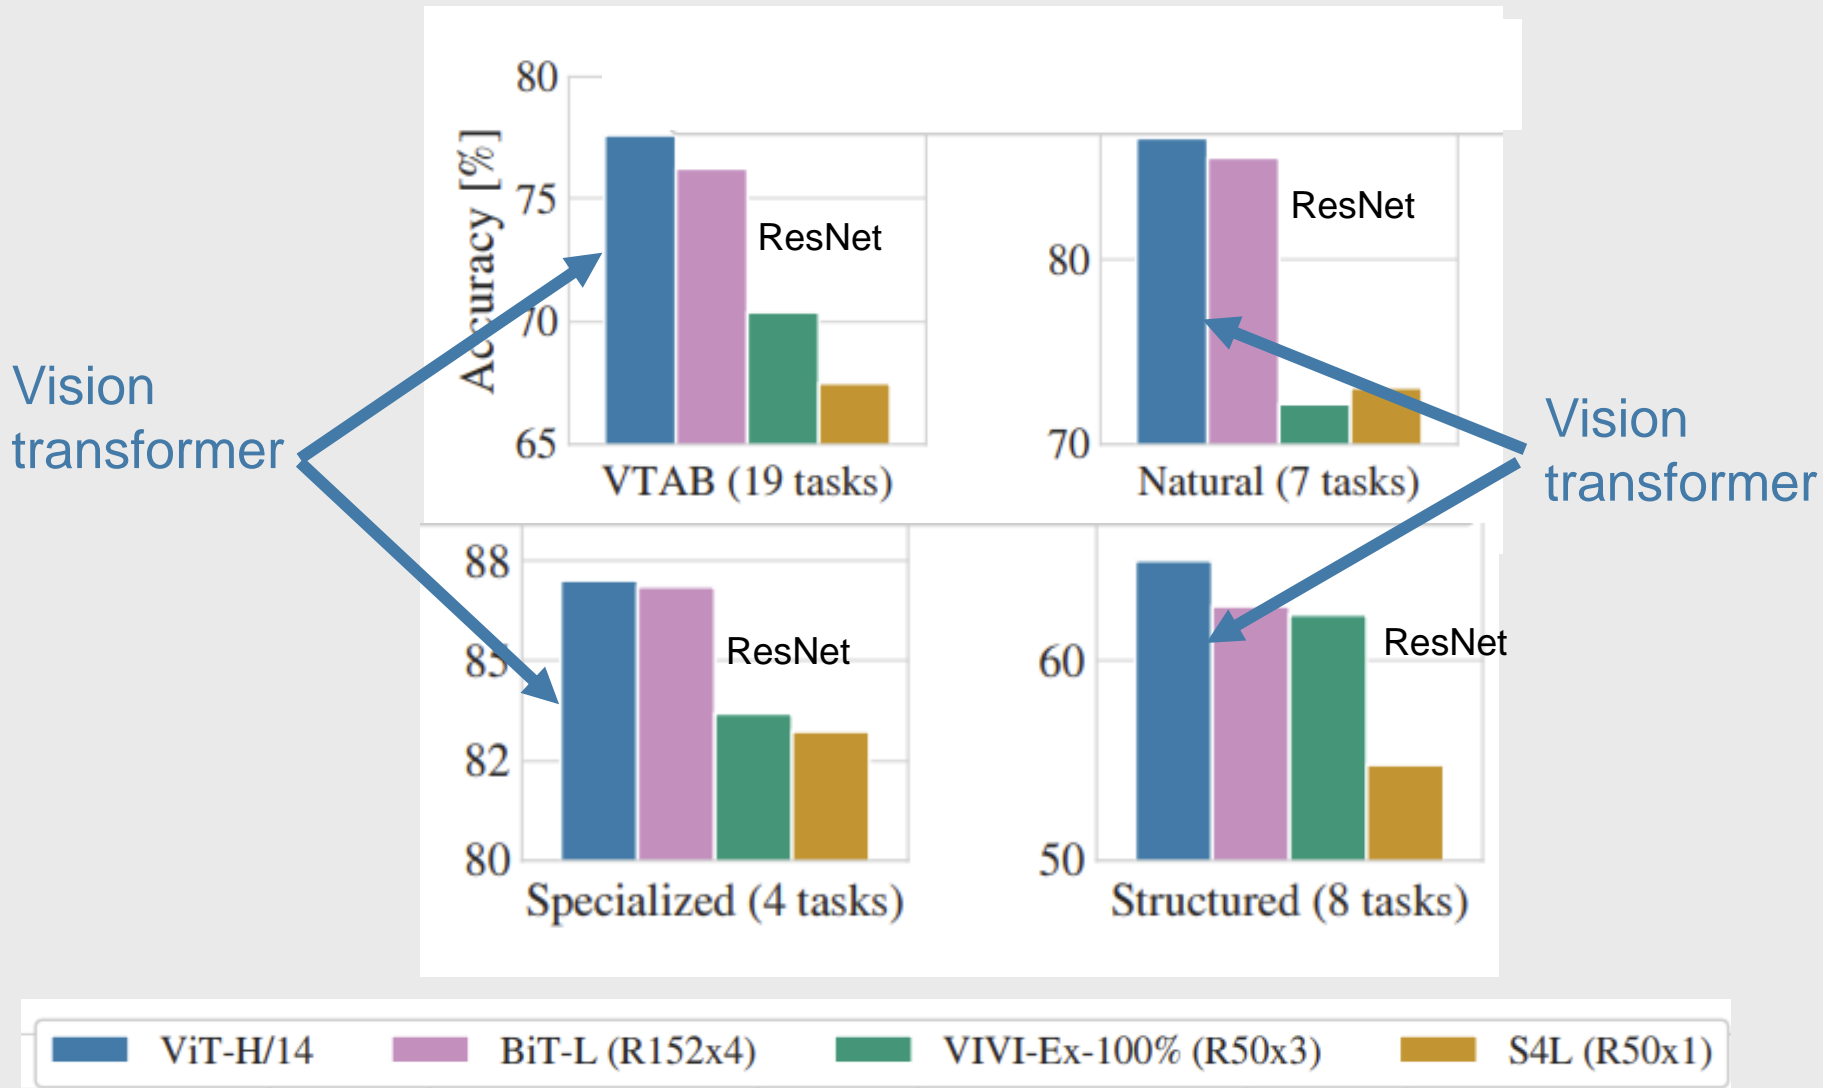 80
75
70
65
Accuracy [%]
ResNet
VTAB (19 tasks)
80
70
ResNet
Natural (7 tasks)
Vision
transformer
Vision
transformer
88
85
82
80
ResNet
Specialized (4 tasks)
60
50
ResNet
Structured (8 tasks)
ViT-H/14 BiT-L (R152x4) VIVI-Ex-100% (R50x3) S4L (R50x1)